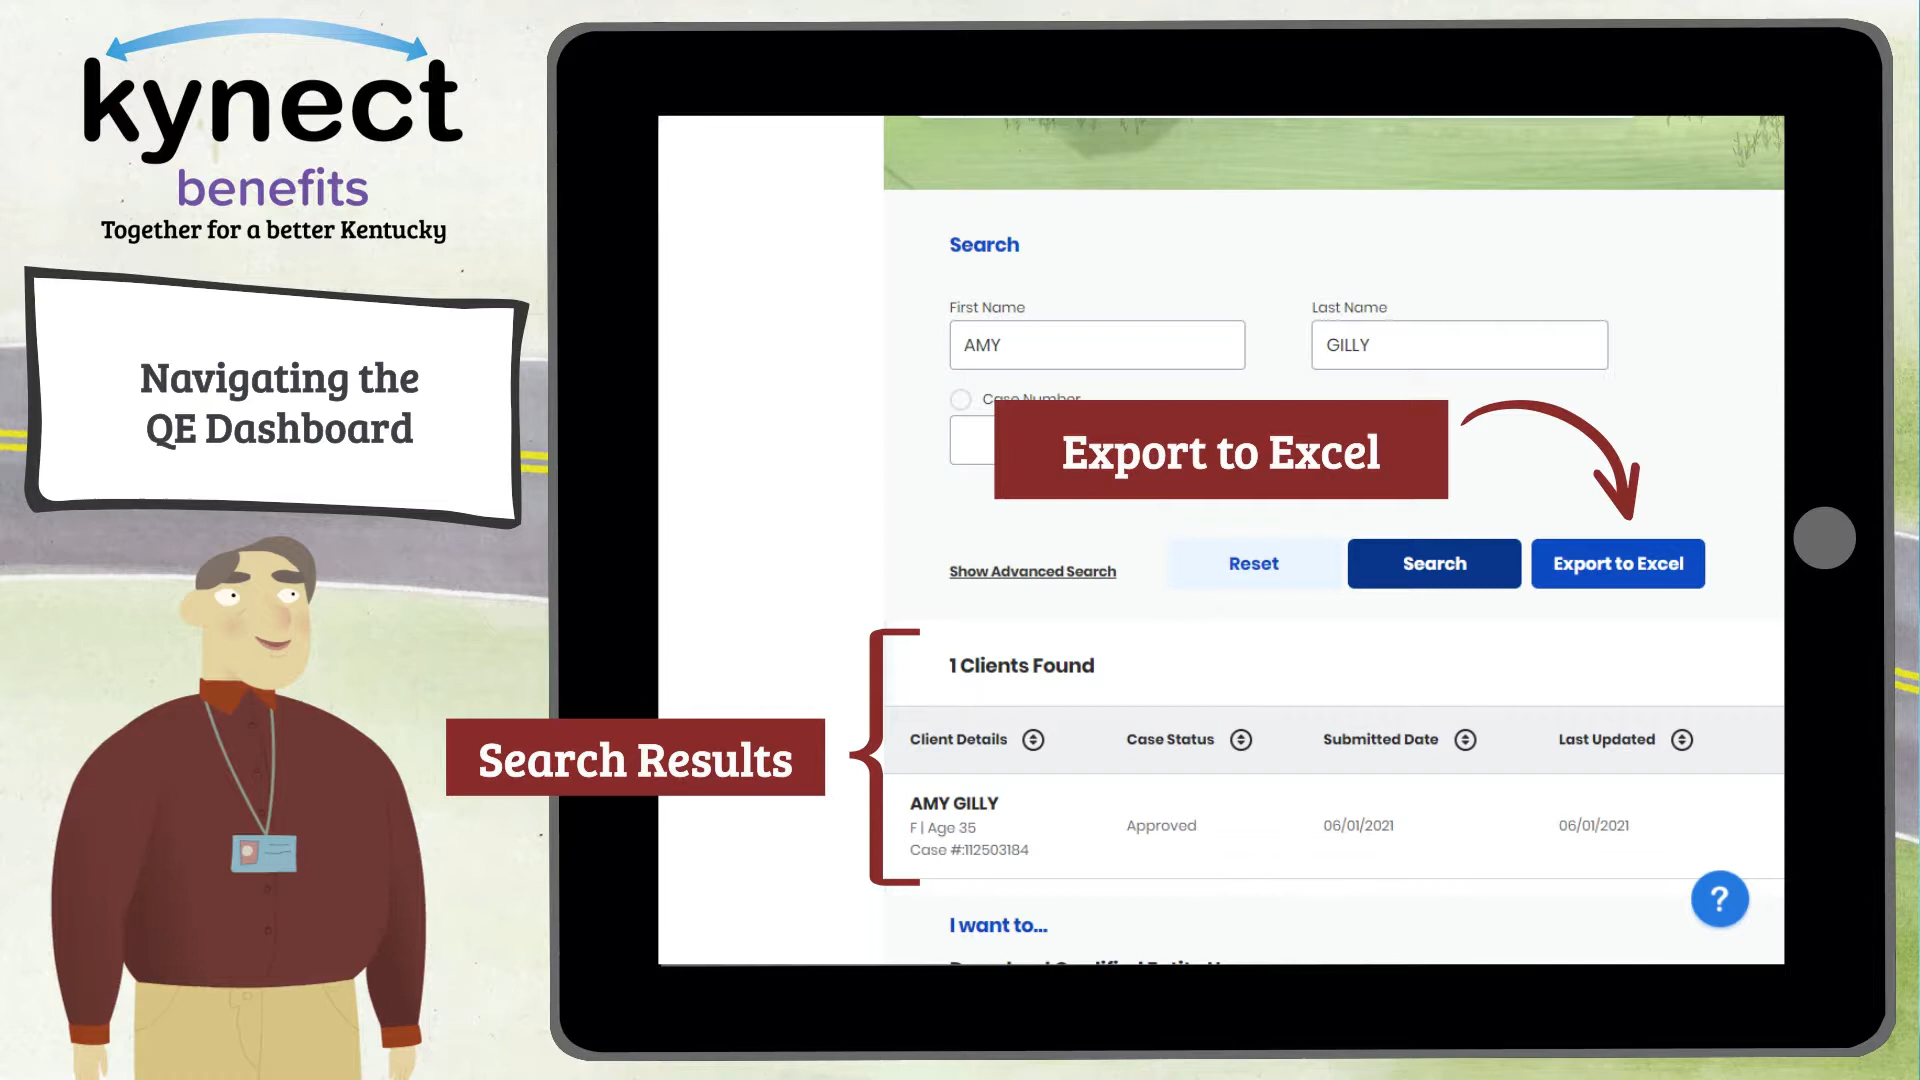 kynect
benefits
Together for a better Kentucky
Navigating the
QE Dashboard
Search
First Name
Last Name
AMY
GILLY
Case Number
Export to Excel
Show Advanced Search
Reset
Search
Export to Excel
1 Clients Found
Search Results
Client Details
Case Status
Submitted Date
Last Updated
AMY GILLY
F | Age 35
Case #:112503184
Approved
06/01/2021
06/01/2021
?
I want to...